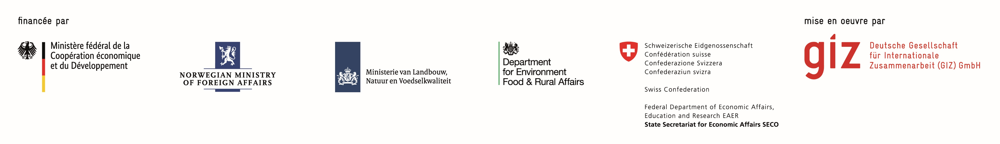 financée par
Ministère fédéral de la
Coopération économique
et du Développement
NORWEGIAN MINISTRY
OF FOREIGN AFFAIRS
Ministerie van Landbouw,
Natuur en Voedselkwaliteit
Department
for Environment
Food & Rural Affairs
Schweizerische Eidgenossenschaft
Confédération suisse
Confederazione Svizzera
Confederaziun svizra
Swiss Confederation
Federal Department of Economic Affairs,
Education and Research EAER
State Secretariat for Economic Affairs SECO
mise en oeuvre par
giz
Deutsche Gesellschaft
für Internationale
Zusammenarbeit (GIZ) GmbH